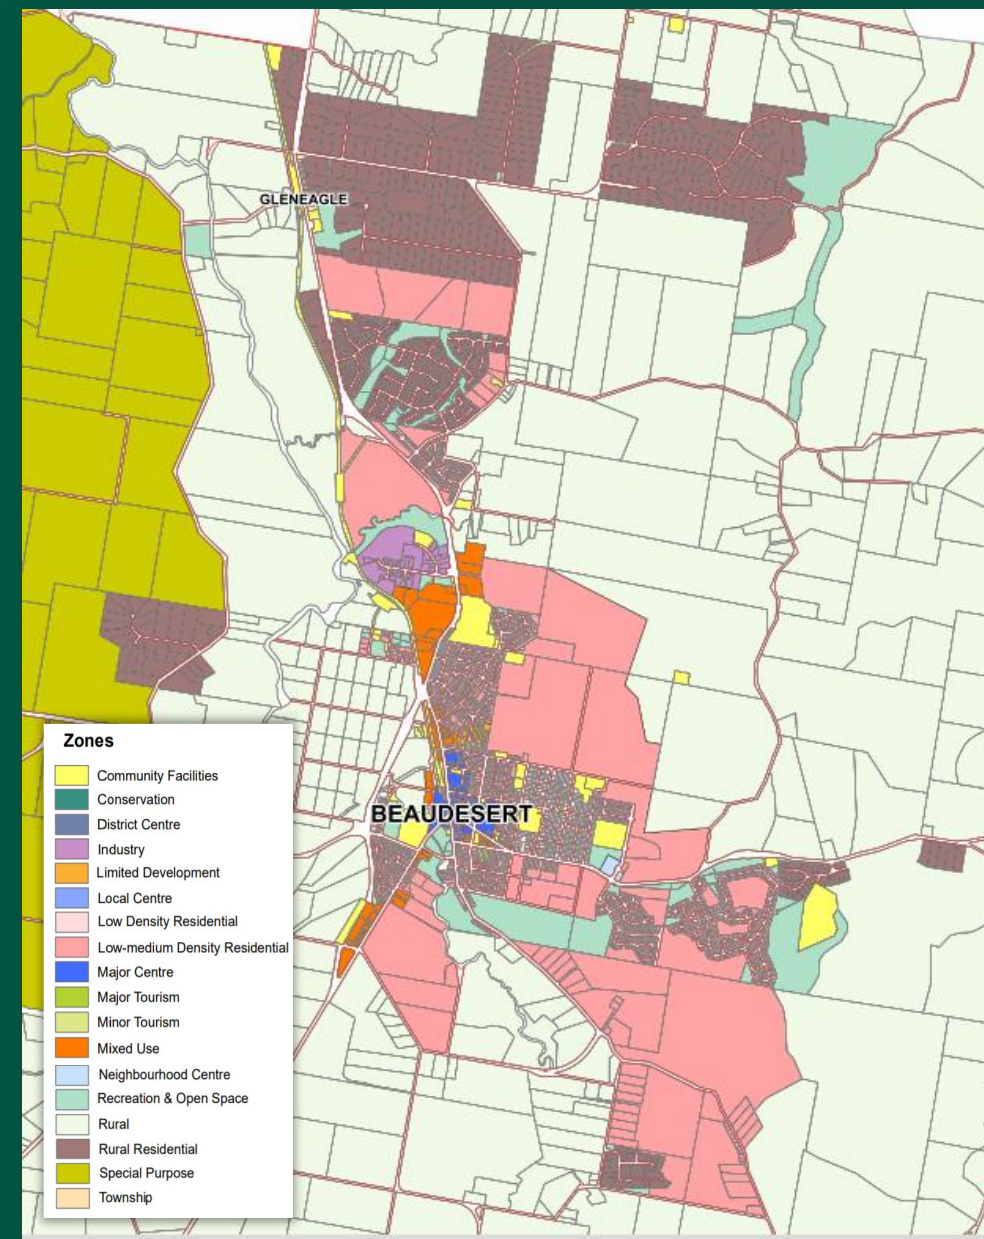 GLENEAGLE
BEAUDESERT
Zones
Community Facilities
Conservation
District Centre
Industry
Limited Development
Local Centre
Low Density Residential
Low-medium Density Residential
Major Centre
Major Tourism
Minor Tourism
Mixed Use
Neighbourhood Centre
Recreation & Open Space
Rural
Rural Residential
Special Purpose
Township